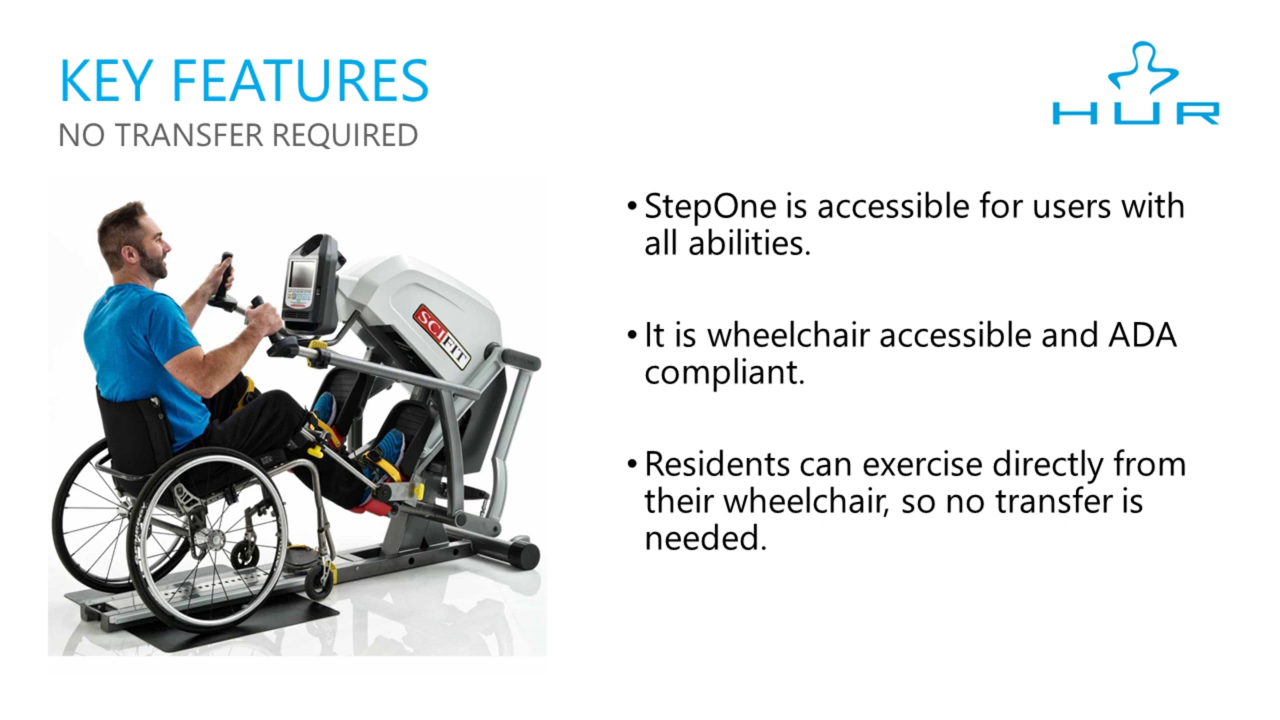 KEY FEATURES
NO TRANSFER REQUIRED
HUR
SCIFIT
• StepOne is accessible for users with
all abilities.
• It is wheelchair accessible and ADA
compliant.
• Residents can exercise directly from
their wheelchair, so no transfer is
needed.